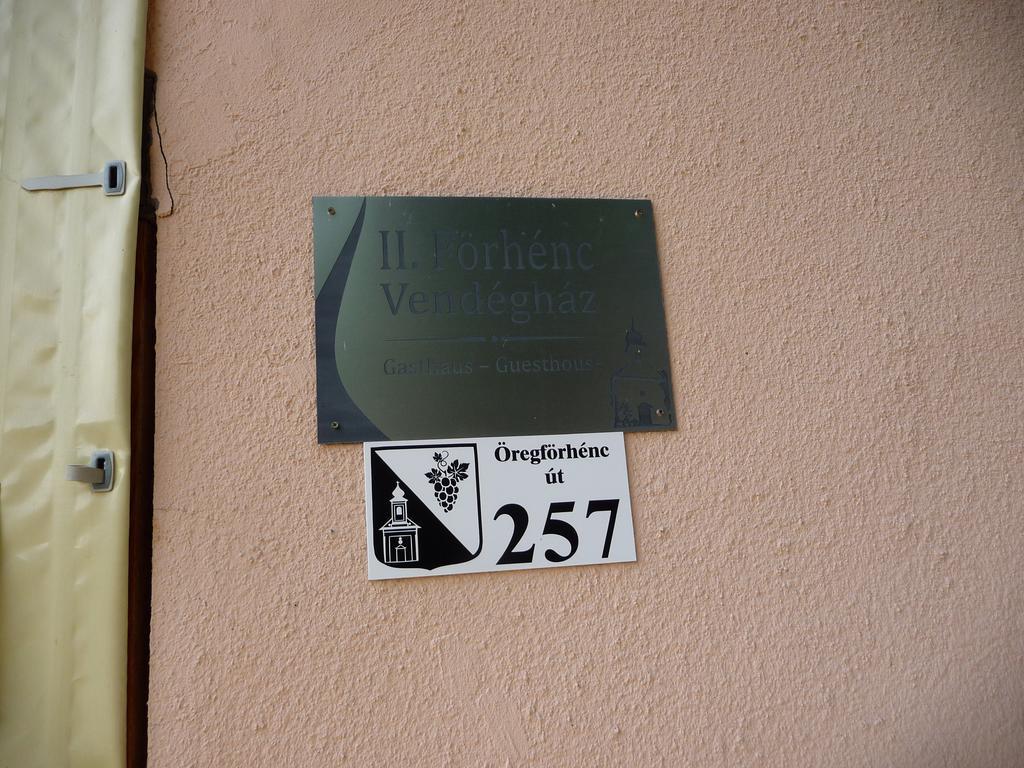 II. Förhénc
Vendégház
Gasthaus – Guesthouse
Öregförhénc
út
257